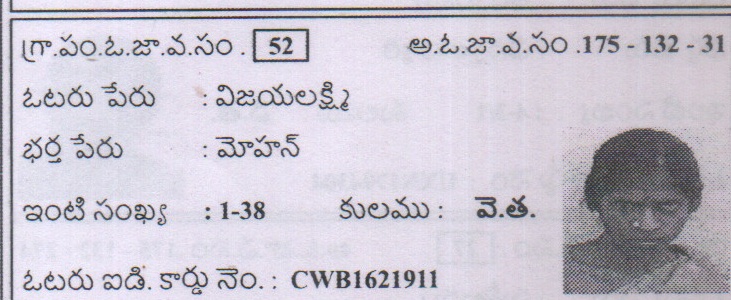 గ్రా.పం.ఓ.జా.వ.సం . 52 అ.ఓ.జా.వ.సం .175 - 132 - 31
ఓటరు పేరు : విజయలక్ష్మి
భర్త పేరు : మోహన్
ఇంటి సంఖ్య : 1-38 కులము : వె.త.
ఓటరు ఐడి. కార్డు నెం. : CWB1621911